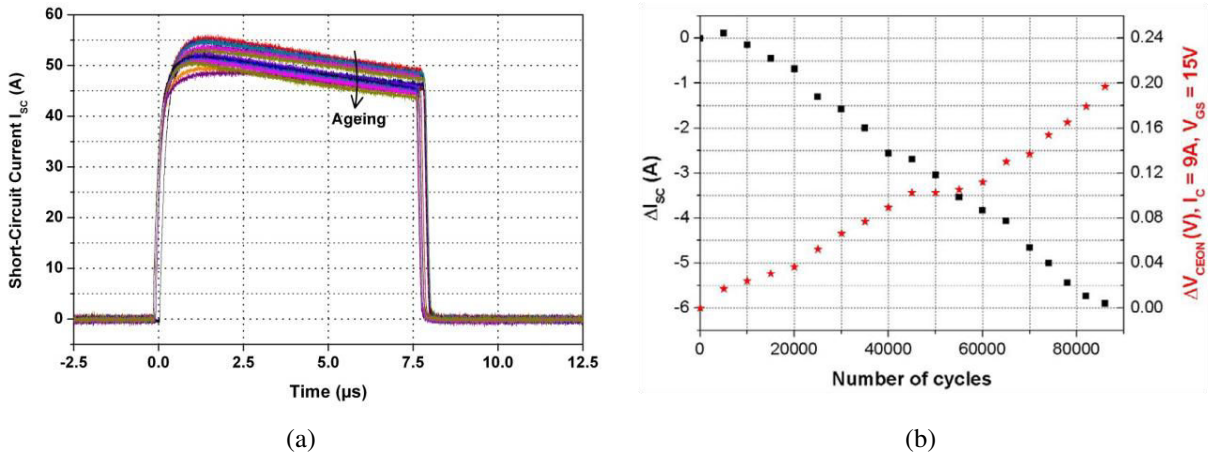 60
50
40
30
20
10
0
-2.5 0.0 2.5 5.0 7.5 10.0 12.5
Short-Circuit Current I_SC (A)
Time (µs)
Ageing
(a)
0
-1
-2
-3
-4
-5
-6
0 20000 40000 60000 80000
0.24
0.20
0.16
0.12
0.08
0.04
0.00
ΔI_SC (A)
Number of cycles
ΔV_CEON (V), I_C = 9A, V_GS = 15V
(b)